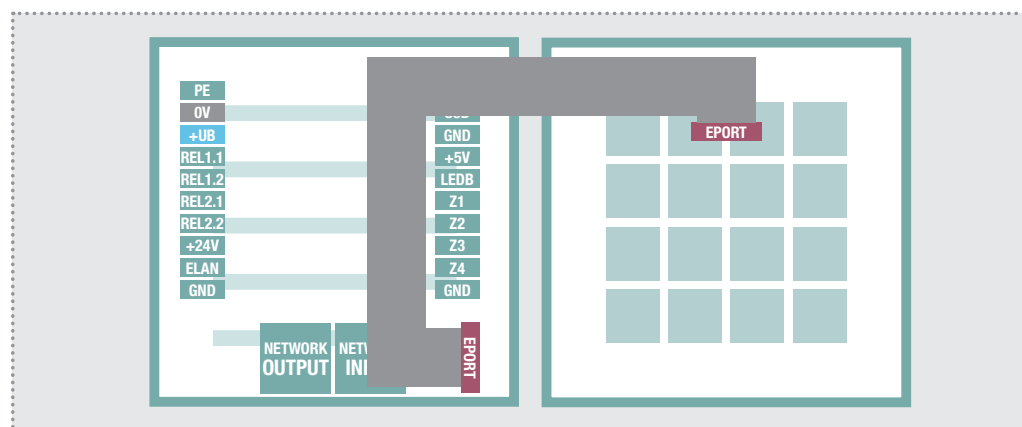 PE
0V
+UB
REL1.1
REL1.2
REL2.1
REL2.2
+24V
ELAN
GND
GND
+5V
LEDB
Z1
Z2
Z3
Z4
GND
NETWORK
OUTPUT
EPORT
EPORT